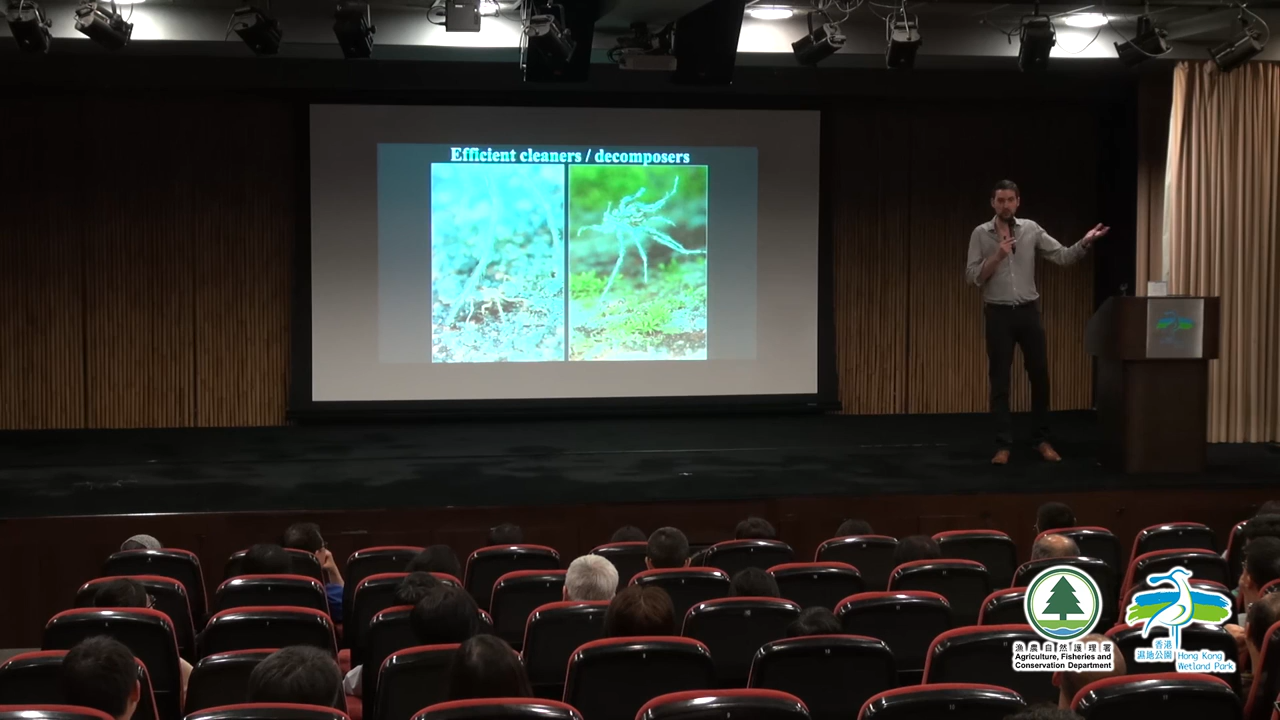 Efficient cleaners / decomposers
漁農自然護理署
Agriculture, Fisheries and
Conservation Department
香港
濕地公園
Hong Kong
Wetland Park